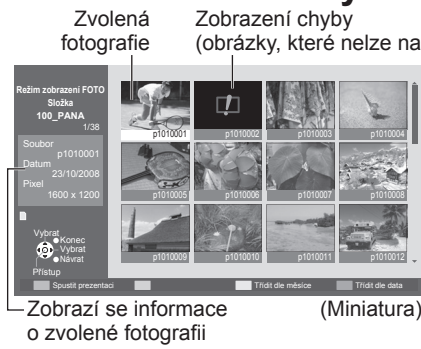 Zvolená
fotografie
Zobrazení chyby
(obrázky, které nelze na
Režim zobrazeni FOTO
Složka
100_PANA
1/38
Soubor
p1010001
Datum
23/10/2008
Pixel
1600 x 1200
Vybrat
Konec
Vybrat
Návrat
Přístup
p1010001
p1010002
p1010003
p1010004
p1010005
p1010006
p1010007
p1010008
p1010009
p1010010
p1010011
p1010012
Spustit prezentaci
Třídit dle měsíce
Třídit dle data
Zobrazí se informace
o zvolené fotografii
(Miniatura)